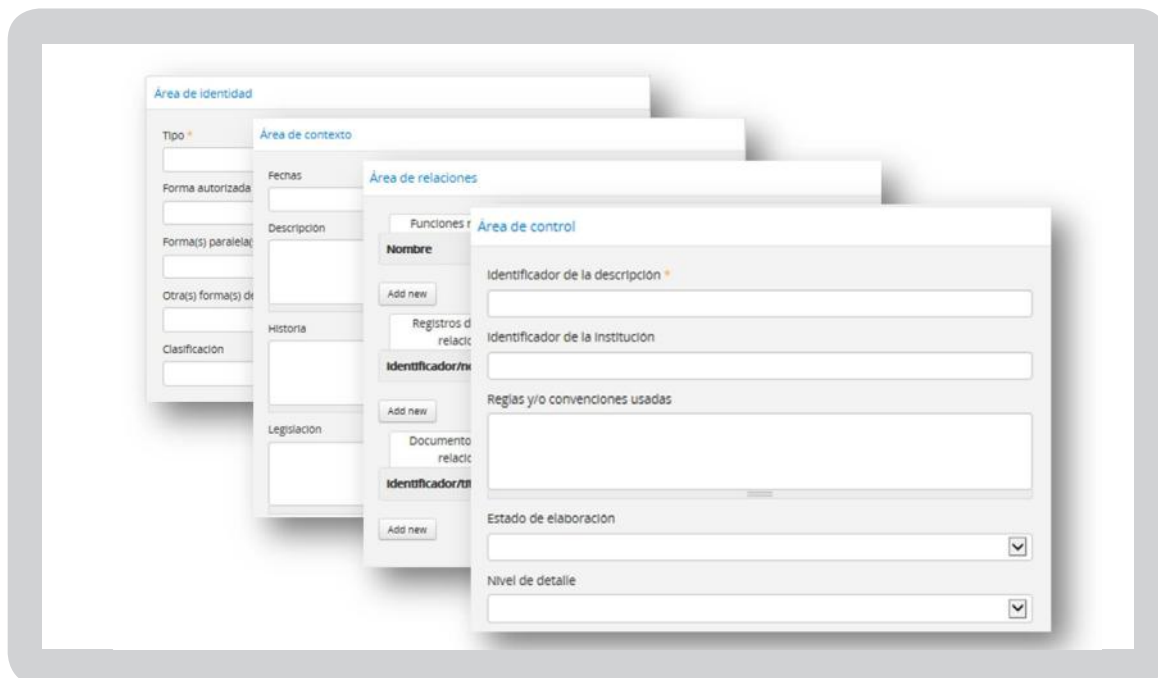 Área de identidad
Tipo *
Forma autorizada
Forma(s) paralela(
Otra(s) forma(s) de
Clasificación
Área de contexto
Fechas
Descripción
Historia
Legislación
Área de relaciones
Funciones r
Nombre
Add new
Registros d
relacio
Identificador/no
Add new
Documento
relacio
Identificador/tít
Add new
Área de control
Identificador de la descripción *
Identificador de la institución
Reglas y/o convenciones usadas
Estado de elaboración
Nivel de detalle